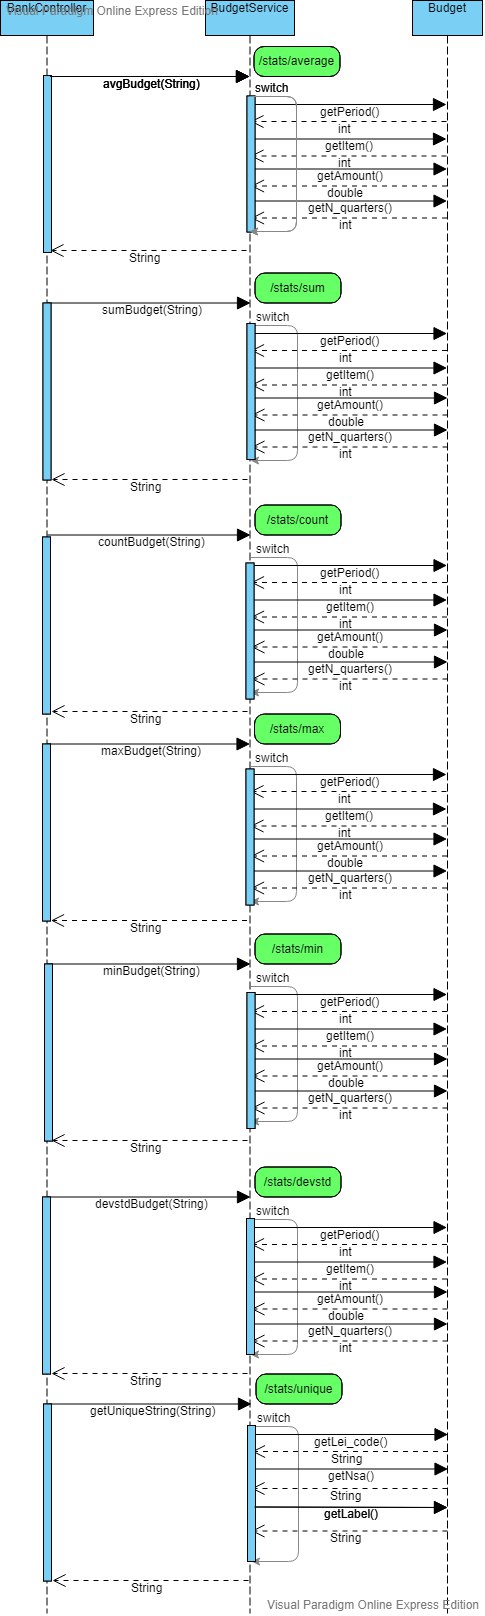 BankController
BudgetService
Budget
Visual Paradigm Online Express Edition
/stats/average
avgBudget(String)
switch
getPeriod()
int
getItem()
int
getAmount()
double
getN_quarters()
int
String
/stats/sum
sumBudget(String)
switch
getPeriod()
int
getItem()
int
getAmount()
double
getN_quarters()
int
String
/stats/count
countBudget(String)
switch
getPeriod()
int
getItem()
int
getAmount()
double
getN_quarters()
int
String
/stats/max
maxBudget(String)
switch
getPeriod()
int
getItem()
int
getAmount()
double
getN_quarters()
int
String
/stats/min
minBudget(String)
switch
getPeriod()
int
getItem()
int
getAmount()
double
getN_quarters()
int
String
/stats/devstd
devstdBudget(String)
switch
getPeriod()
int
getItem()
int
getAmount()
double
getN_quarters()
int
String
/stats/unique
getUniqueString(String)
switch
getLei_code()
String
getNsa()
String
getLabel()
String
String
Visual Paradigm Online Express Edition